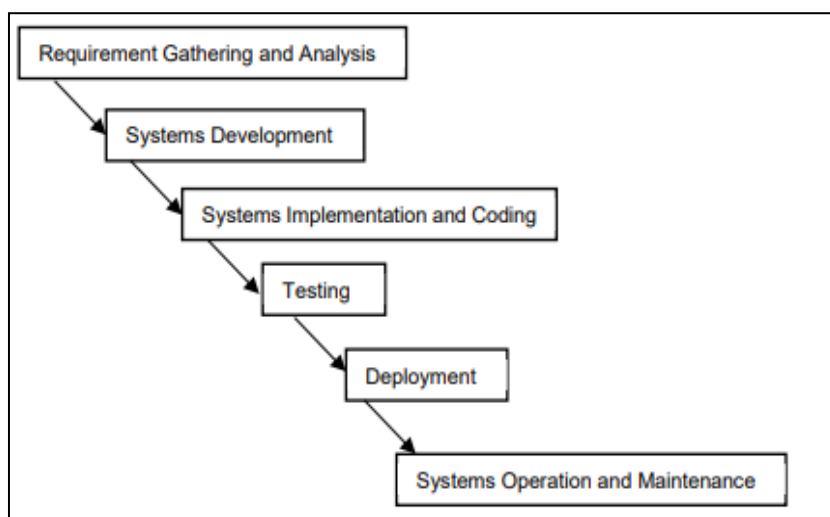 Requirement Gathering and Analysis
Systems Development
Systems Implementation and Coding
Testing
Deployment
Systems Operation and Maintenance